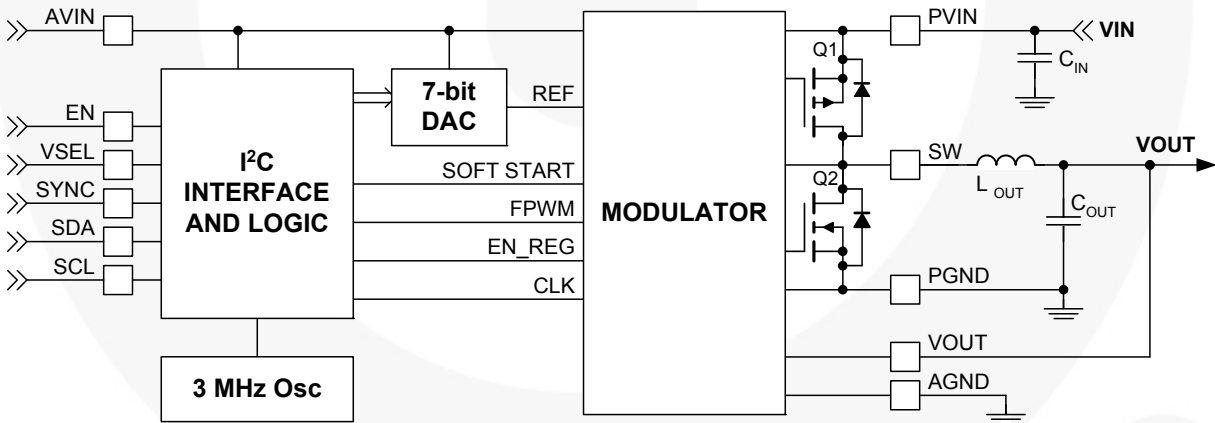 AVIN
EN
VSEL
SYNC
SDA
SCL
I²C
INTERFACE
AND LOGIC
3 MHz Osc
7-bit
DAC
REF
SOFT START
FPWM
EN_REG
CLK
MODULATOR
Q1
Q2
PVIN
VIN
C_IN
SW
L_OUT
VOUT
C_OUT
PGND
VOUT
AGND